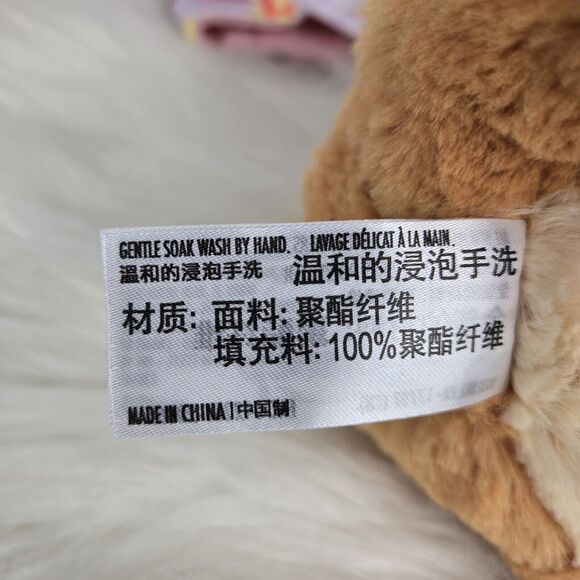 GENTLE SOAK WASH BY HAND. LAVAGE DÉLICAT À LA MAIN.
溫和的浸泡手洗 温和的浸泡手洗
材质: 面料: 聚酯纤维
填充料: 100%聚酯纤维
MADE IN CHINA | 中国制